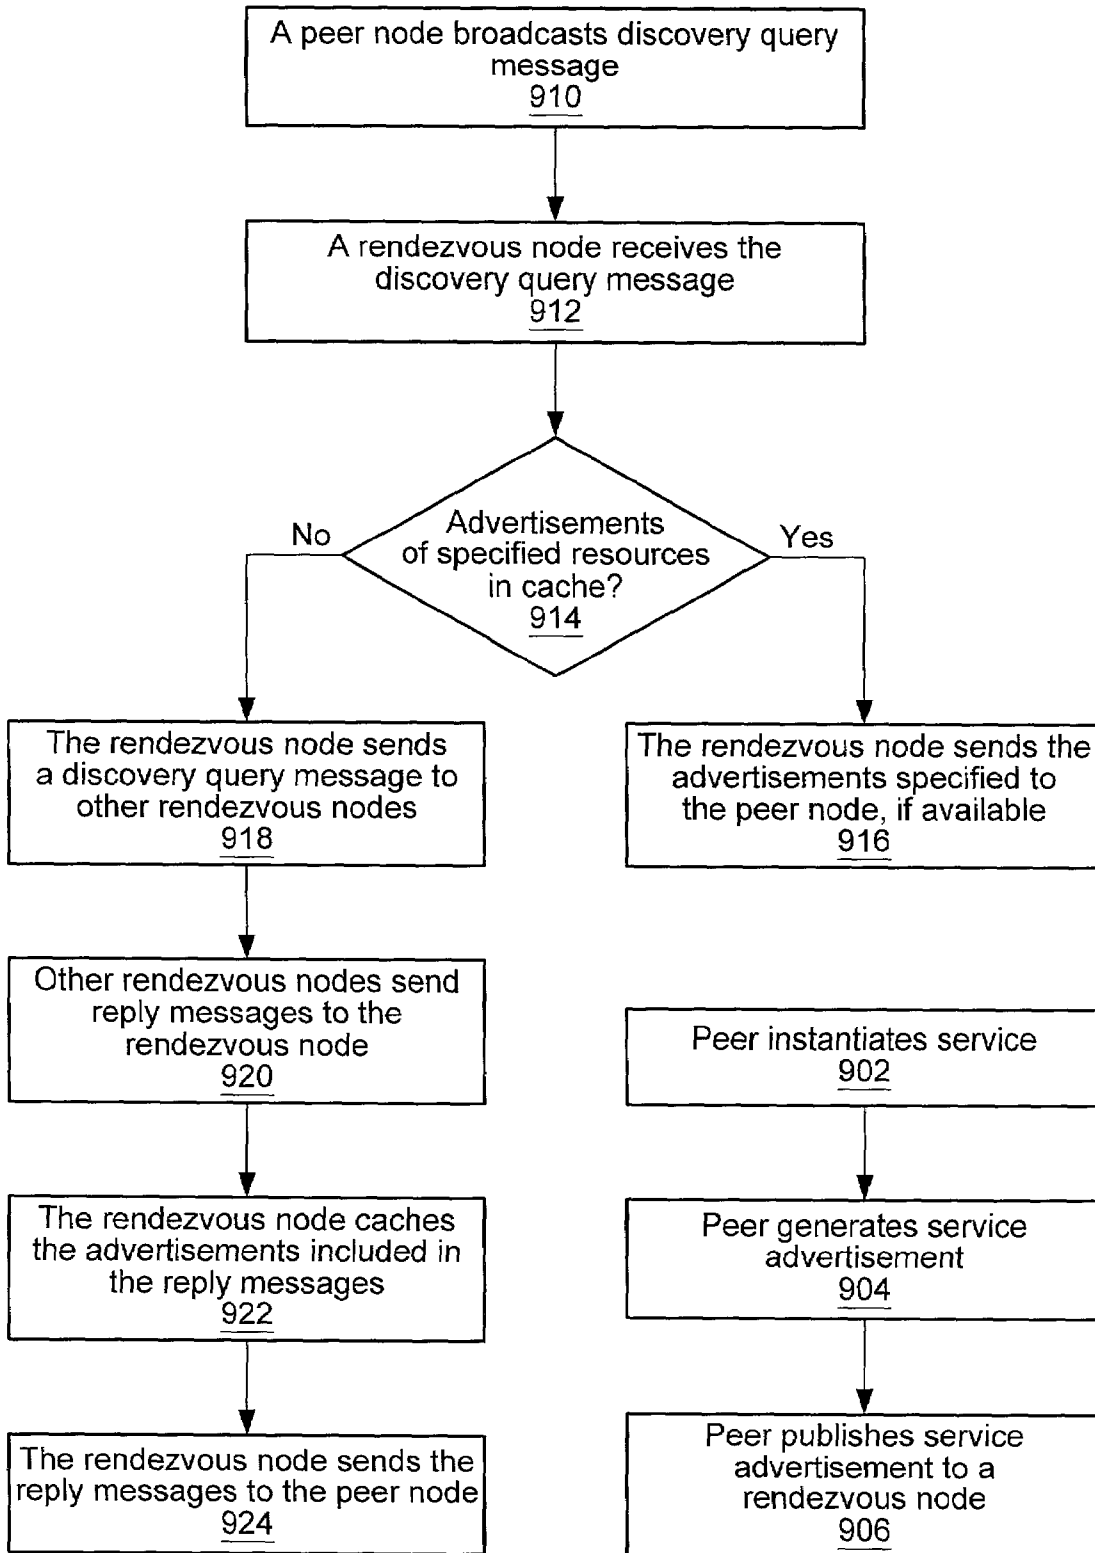 A peer node broadcasts discovery query
message
910
A rendezvous node receives the
discovery query message
912
No
Advertisements
of specified resources
in cache?
914
Yes
The rendezvous node sends
a discovery query message to
other rendezvous nodes
918
The rendezvous node sends the
advertisements specified to
the peer node, if available
916
Other rendezvous nodes send
reply messages to the
rendezvous node
920
Peer instantiates service
902
The rendezvous node caches
the advertisements included in
the reply messages
922
Peer generates service
advertisement
904
The rendezvous node sends the
reply messages to the peer node
924
Peer publishes service
advertisement to a
rendezvous node
906